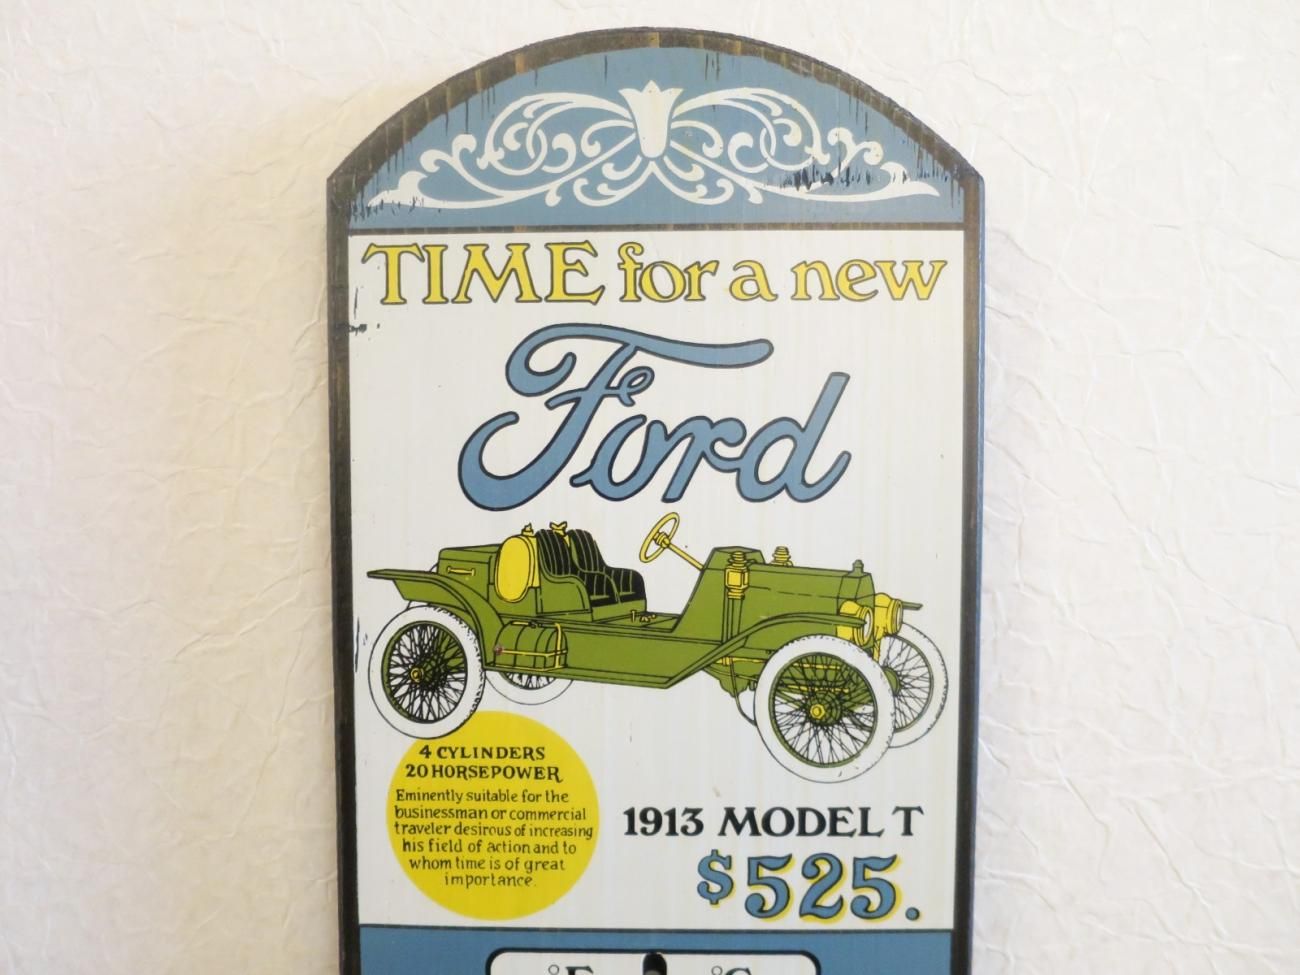 TIME for a new
Ford
4 CYLINDERS
20 HORSEPOWER
Eminently suitable for the
businessman or commercial
traveler desirous of increasing
his field of action and to
whom time is of great
importance.
1913 MODEL T
$525.
°F °C